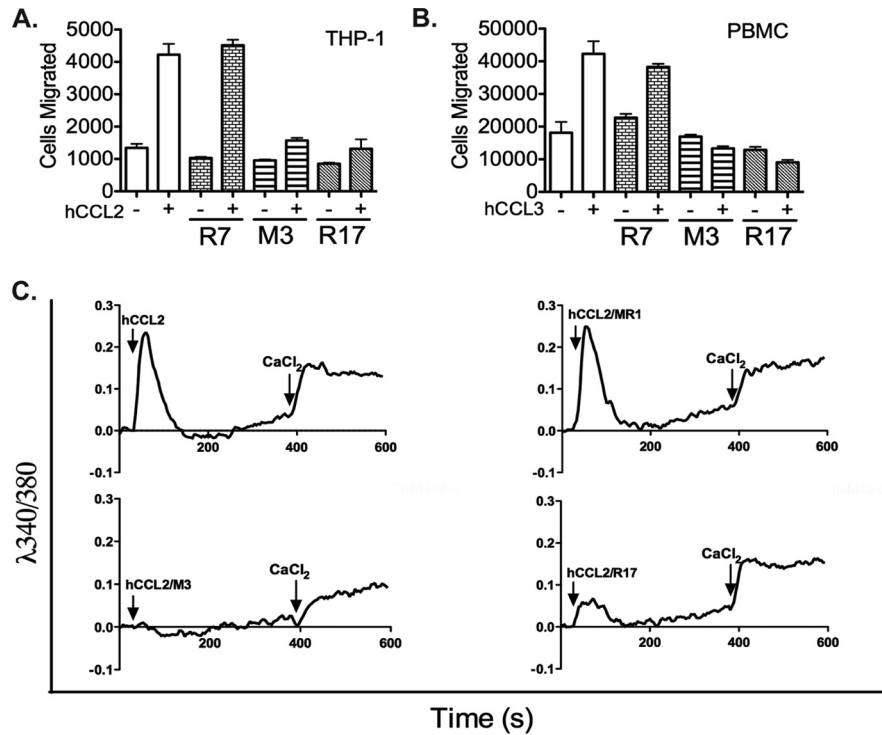 A.
THP-1
Cells Migrated
5000
4000
3000
2000
1000
0
hCCL2 - + - + - + - +
R7 M3 R17
B.
PBMC
Cells Migrated
50000
40000
30000
20000
10000
0
hCCL3 - + - + - + - +
R7 M3 R17
C.
λ340/380
0.3
0.2
0.1
0.0
-0.1
hCCL2
CaCl2
200 400 600
0.3
0.2
0.1
0.0
-0.1
hCCL2/MR1
CaCl2
200 400 600
0.3
0.2
0.1
0.0
-0.1
hCCL2/M3
CaCl2
200 400 600
0.3
0.2
0.1
0.0
-0.1
hCCL2/R17
CaCl2
200 400 600
Time (s)